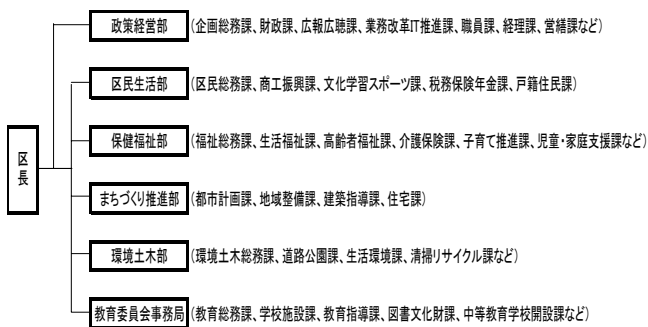 政策経営部 (企画総務課、財政課、広報広聴課、業務改革IT推進課、職員課、経理課、営繕課など)
区民生活部 (区民総務課、商工振興課、文化学習スポーツ課、税務保険年金課、戸籍住民課)
保健福祉部 (福祉総務課、生活福祉課、高齢者福祉課、介護保険課、子育て推進課、児童・家庭支援課など)
区長
まちづくり推進部 (都市計画課、地域整備課、建築指導課、住宅課)
環境土木部 (環境土木総務課、道路公園課、生活環境課、清掃リサイクル課など)
教育委員会事務局 (教育総務課、学校施設課、教育指導課、図書文化財課、中等教育学校開設課など)